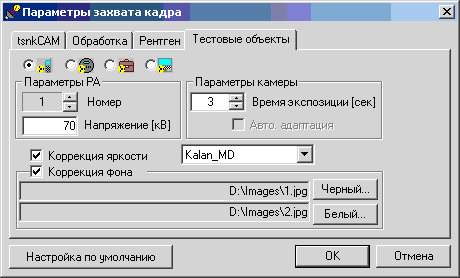 Параметры захвата кадра
tsnkCAM Обработка Рентген Тестовые объекты
Параметры РА Параметры камеры
1 Номер 3 Время экспозиции [сек]
70 Напряжение [кВ] Авто. адаптация
Коррекция яркости Kalan_MD
Коррекция фона
D:\Images\1.jpg Черный...
D:\Images\2.jpg Белый...
Настройка по умолчанию OK Отмена